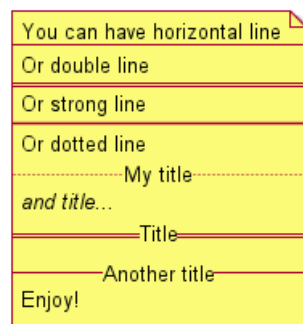 You can have horizontal line
Or double line
Or strong line
Or dotted line
My title
and title...
Title
Another title
Enjoy!